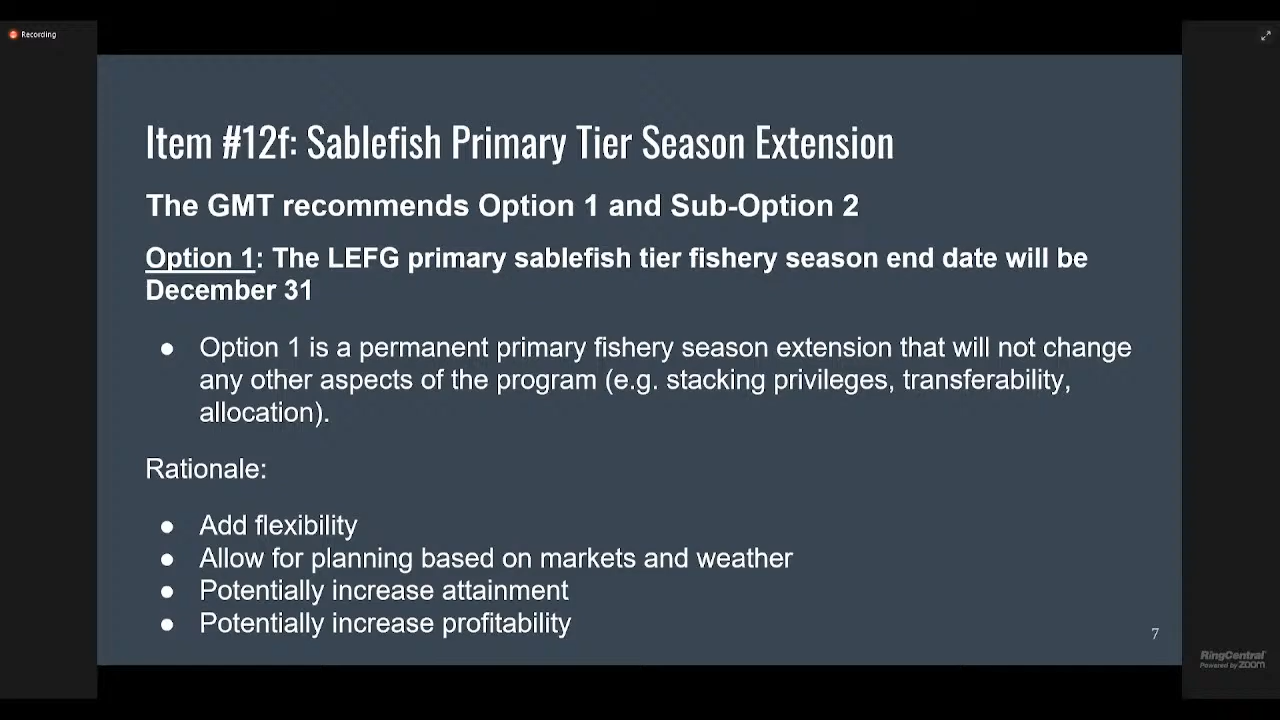 Recording
Item #12f: Sablefish Primary Tier Season Extension
The GMT recommends Option 1 and Sub-Option 2
Option 1: The LEFG primary sablefish tier fishery season end date will be
December 31
● Option 1 is a permanent primary fishery season extension that will not change
any other aspects of the program (e.g. stacking privileges, transferability,
allocation).
Rationale:
● Add flexibility
● Allow for planning based on markets and weather
● Potentially increase attainment
● Potentially increase profitability
7
RingCentral
Powered by zoom